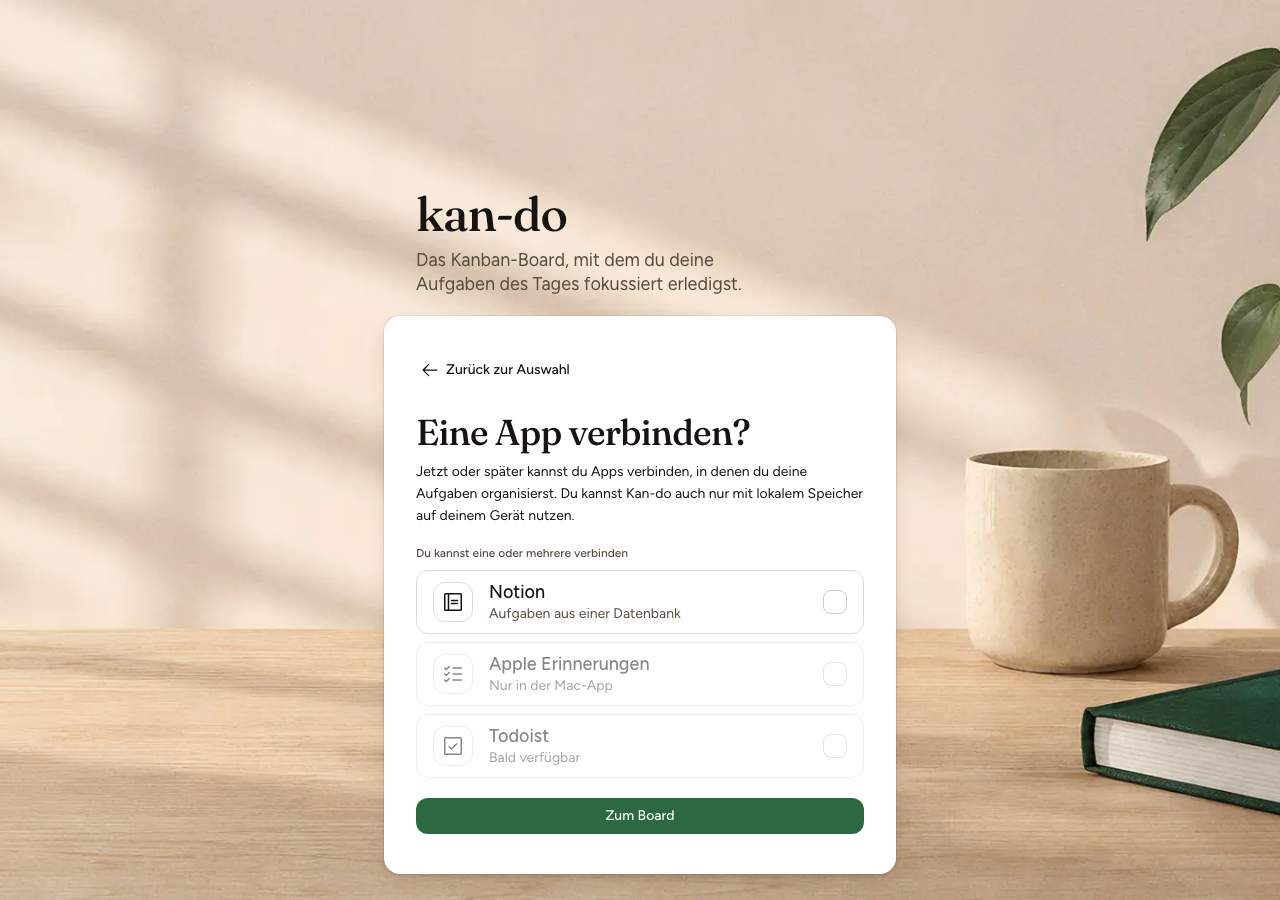 kan-do
Das Kanban-Board, mit dem du deine
Aufgaben des Tages fokussiert erledigst.
Zurück zur Auswahl
Eine App verbinden?
Jetzt oder später kannst du Apps verbinden, in denen du deine
Aufgaben organisierst. Du kannst Kan-do auch nur mit lokalem Speicher
auf deinem Gerät nutzen.
Du kannst eine oder mehrere verbinden
Notion
Aufgaben aus einer Datenbank
Apple Erinnerungen
Nur in der Mac-App
Todoist
Bald verfügbar
Zum Board